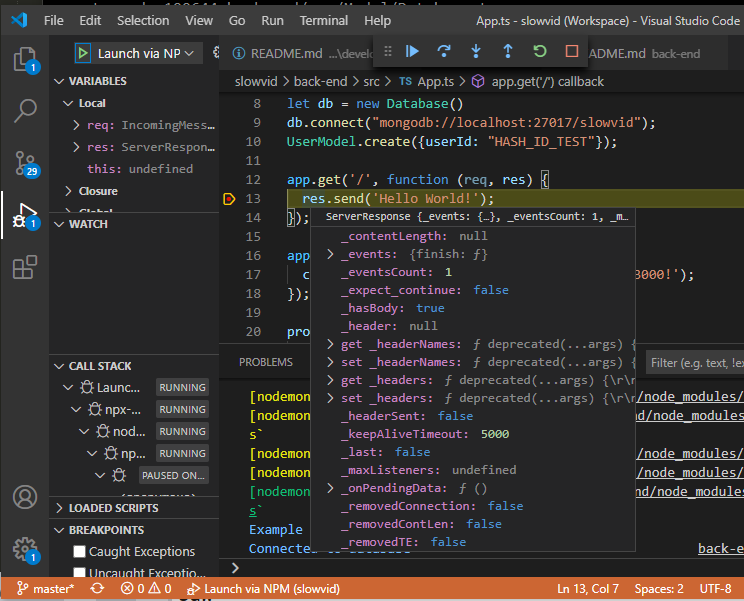 File Edit Selection View Go Run Terminal Help App.ts - slowvid (Workspace) - Visual Studio Code
Launch via NP
README.md ...\develo
ADME.md back-end
slowvid > back-end > src > TS App.ts > app.get('/') callback
1
29
1
1
VARIABLES
Local
req: IncomingMess...
res: ServerRespon...
this: undefined
Closure
Global
WATCH
CALL STACK
Launc... RUNNING
npx-... RUNNING
nod... RUNNING
np... RUNNING
PAUSED ON...
LOADED SCRIPTS
BREAKPOINTS
Caught Exceptions
Uncaught Exceptio...
8 let db = new Database()
9 db.connect("mongodb://localhost:27017/slowvid");
10 UserModel.create({userId: "HASH_ID_TEST"});
11
12 app.get('/', function (req, res) {
13 res.send('Hello World!');
14 });
15
16 app
17 c 3000!');
18 });
19
20 pro
ServerResponse {_events: {…}, _eventsCount: 1, _m…
_contentLength: null
_events: {finish: ƒ}
_eventsCount: 1
_expect_continue: false
_hasBody: true
_header: null
get _headerNames: ƒ deprecated(...args) {
set _headerNames: ƒ deprecated(...args) {
get _headers: ƒ deprecated(...args) {\r\r
set _headers: ƒ deprecated(...args) {\r\r
_headerSent: false
_keepAliveTimeout: 5000
_last: false
_maxListeners: undefined
_onPendingData: ƒ ()
_removedConnection: false
_removedContLen: false
_removedTE: false
PROBLEMS
Filter (e.g. text, !ex
[nodemon /node_modules/
[nodemon nd/node_modules
s`
[nodemon /node_modules/
[nodemon /node_modules/
[nodemon nd/node_modules
s`
Example
Connected to database back-e
>
master* 0 0 Launch via NPM (slowvid) Ln 13, Col 7 Spaces: 2 UTF-8